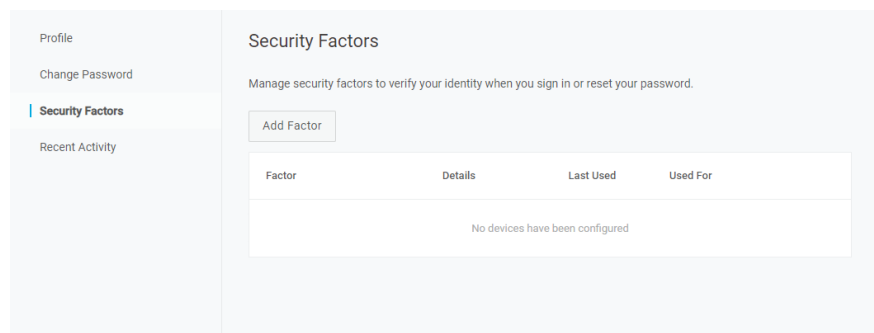 Profile
Change Password
Security Factors
Recent Activity
Security Factors
Manage security factors to verify your identity when you sign in or reset your password.
Add Factor
Factor Details Last Used Used For
No devices have been configured